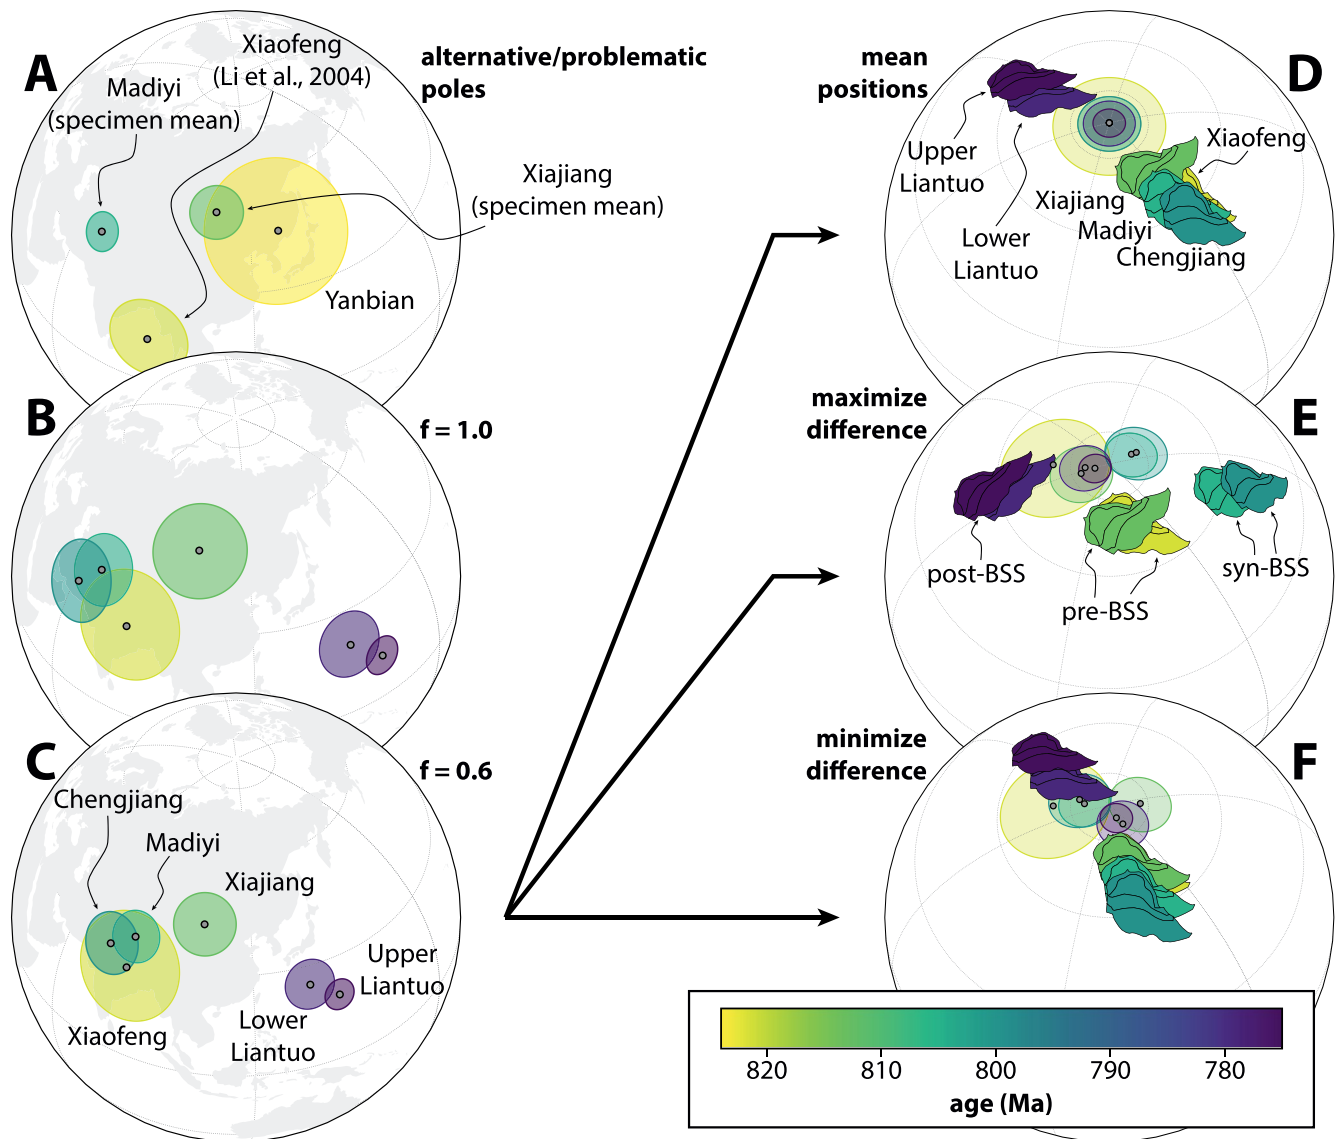 A
Xiaofeng
(Li et al., 2004)
Madiyi
(specimen mean)
alternative/problematic
poles
Xiajiang
(specimen mean)
Yanbian
B
f = 1.0
C
f = 0.6
Chengjiang
Madiyi
Xiajiang
Upper
Liantuo
Lower
Liantuo
Xiaofeng
mean
positions
D
Upper
Liantuo
Xiaofeng
Xiajiang
Madiyi
Chengjiang
Lower
Liantuo
maximize
difference
E
post-BSS
syn-BSS
pre-BSS
minimize
difference
F
820
810
800
790
780
age (Ma)